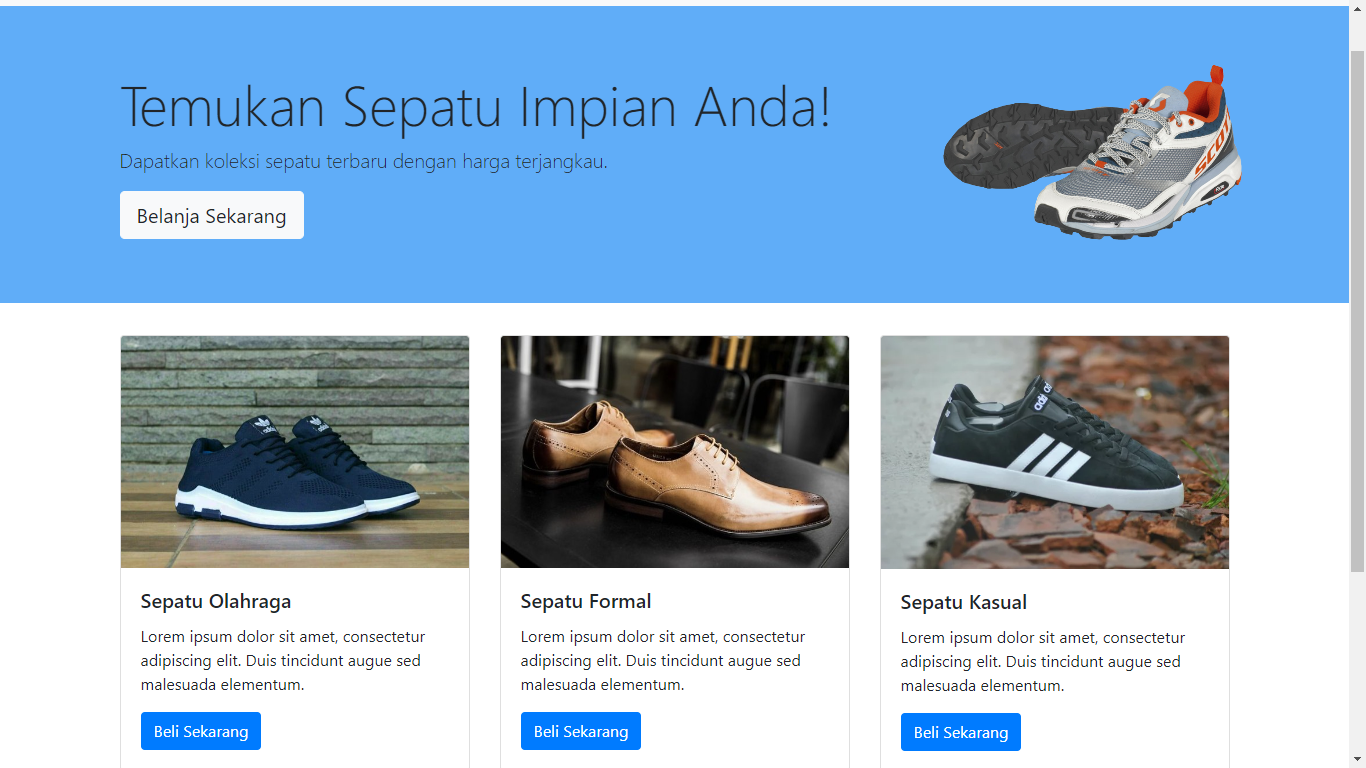 Temukan Sepatu Impian Anda!
Dapatkan koleksi sepatu terbaru dengan harga terjangkau.
Belanja Sekarang
SCOT
Sepatu Olahraga
Lorem ipsum dolor sit amet, consectetur
adipiscing elit. Duis tincidunt augue sed
malesuada elementum.
Beli Sekarang
Sepatu Formal
Lorem ipsum dolor sit amet, consectetur
adipiscing elit. Duis tincidunt augue sed
malesuada elementum.
Beli Sekarang
Sepatu Kasual
Lorem ipsum dolor sit amet, consectetur
adipiscing elit. Duis tincidunt augue sed
malesuada elementum.
Beli Sekarang